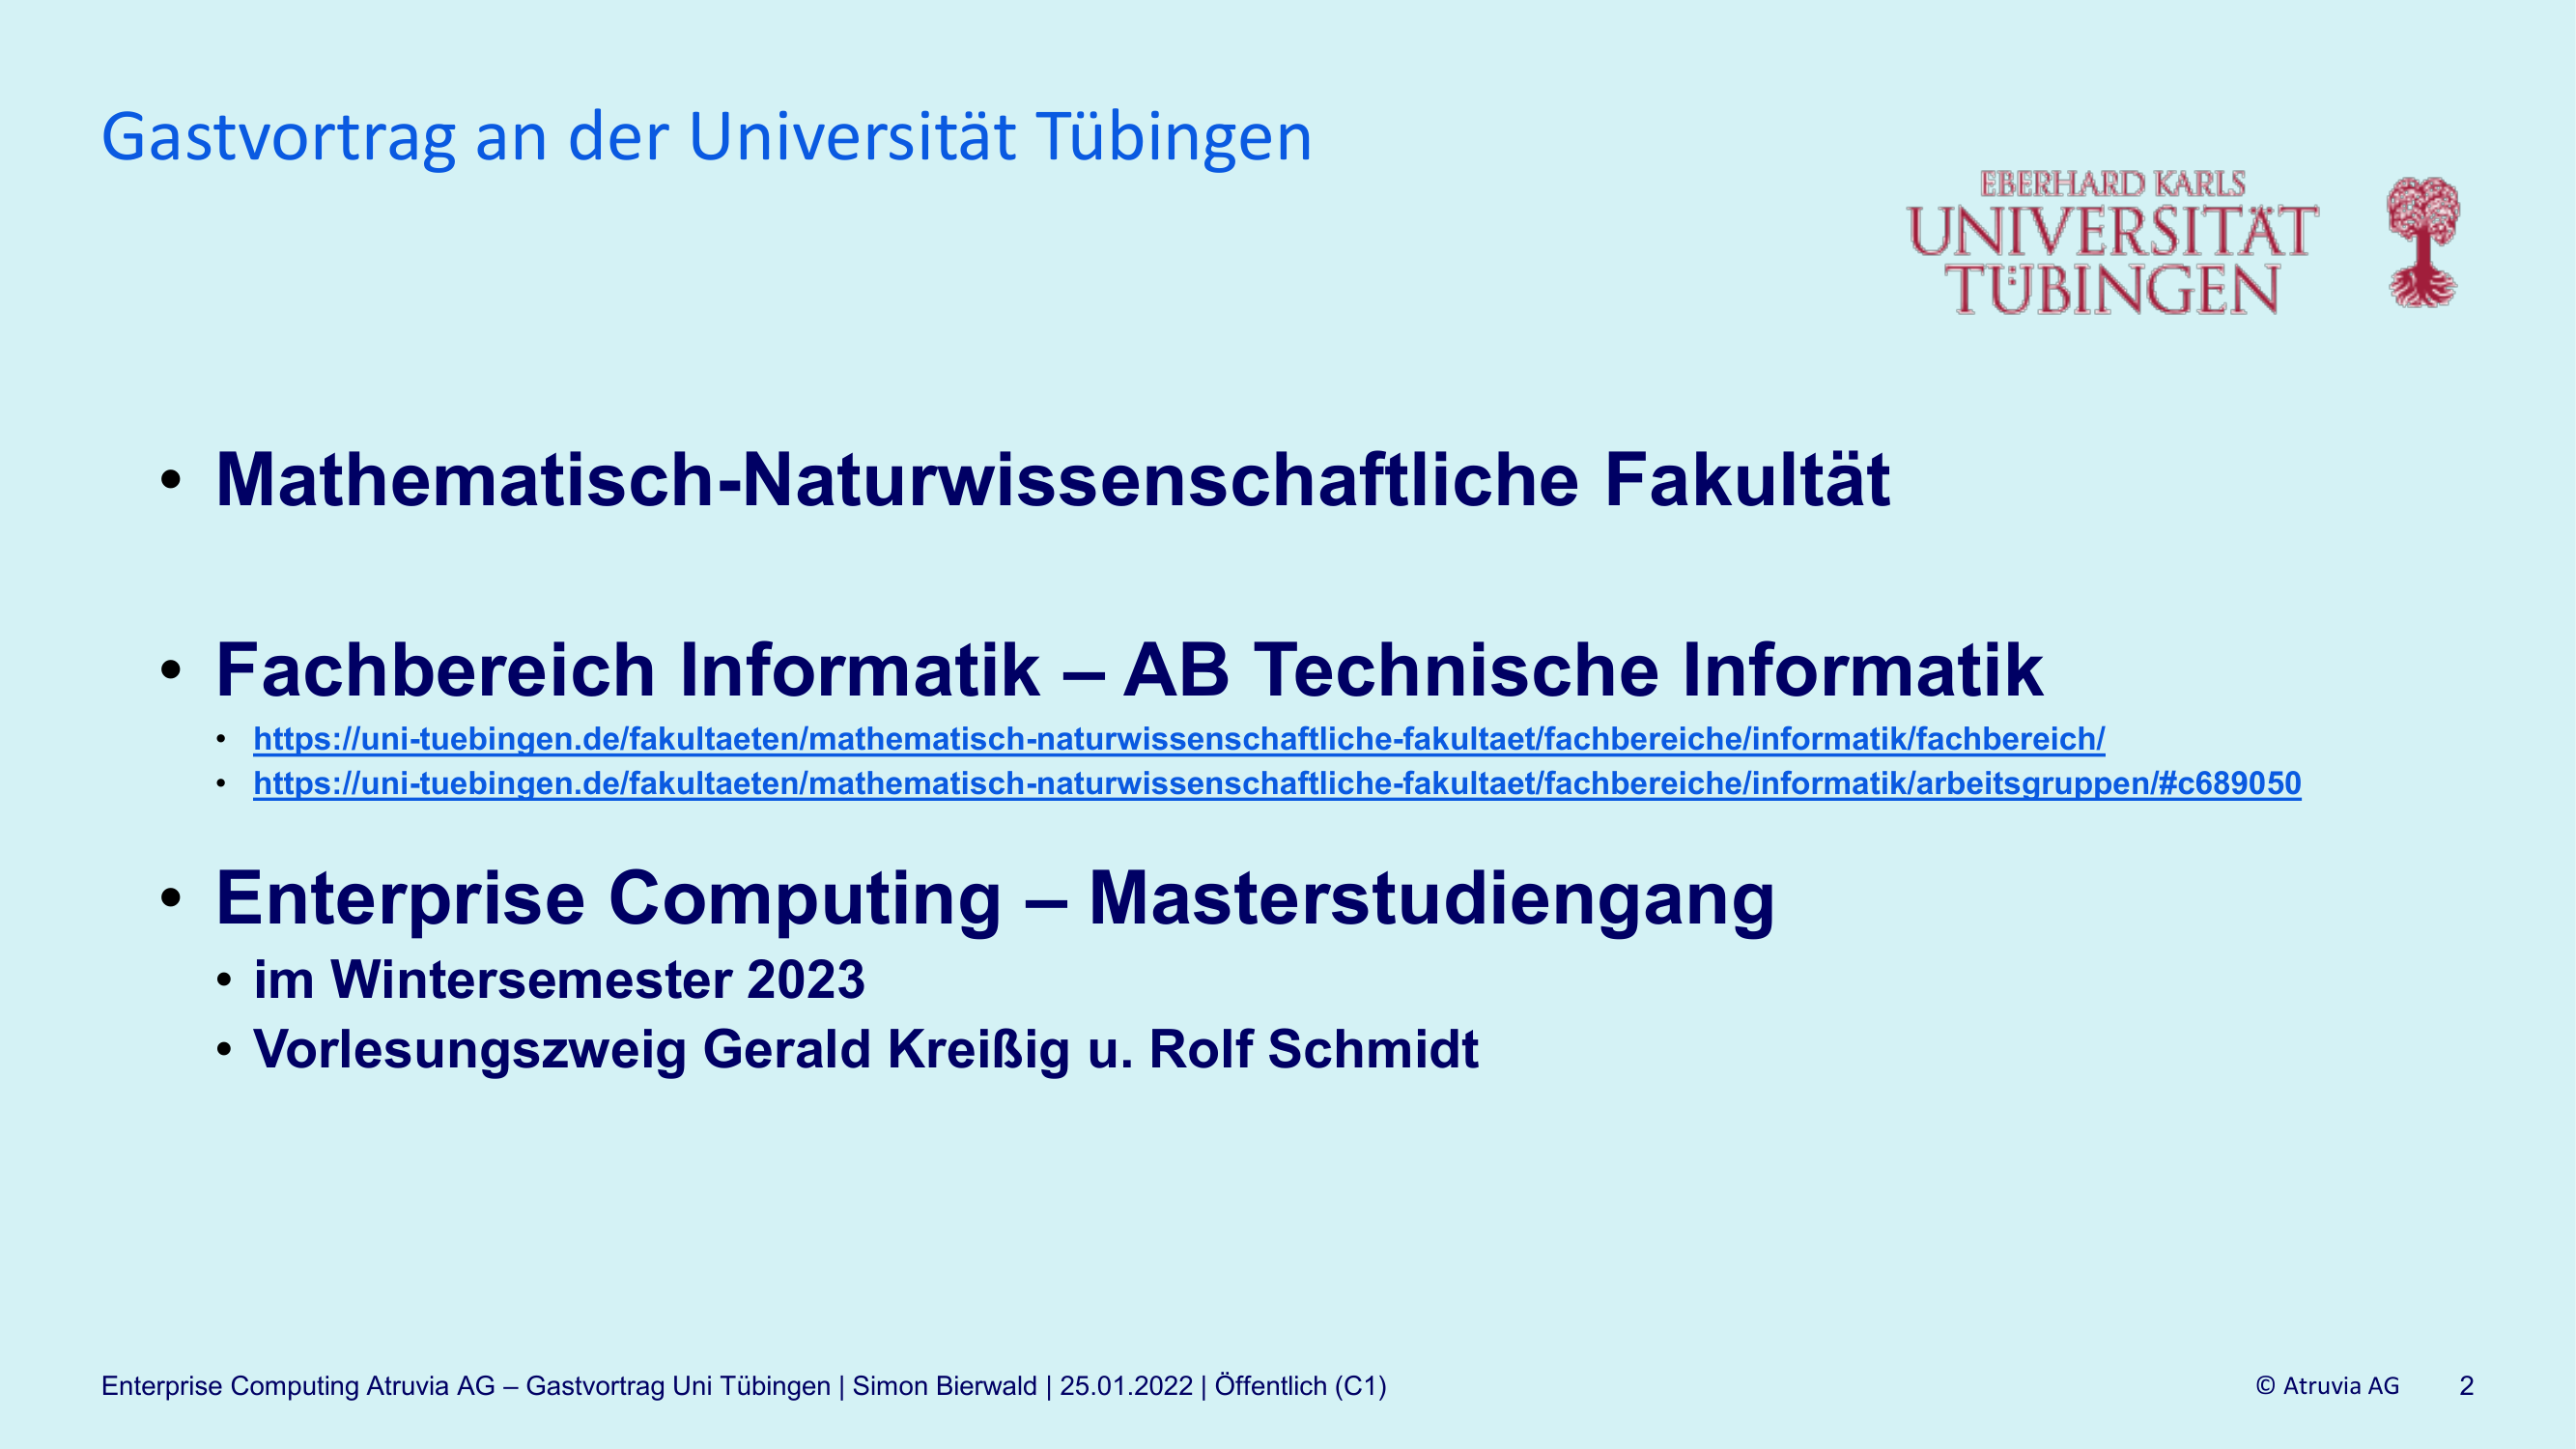 Gastvortrag an der Universität Tübingen
EBERHARD KARLS
UNIVERSITÄT
TÜBINGEN
• Mathematisch-Naturwissenschaftliche Fakultät
• Fachbereich Informatik – AB Technische Informatik
• https://uni-tuebingen.de/fakultaeten/mathematisch-naturwissenschaftliche-fakultaet/fachbereiche/informatik/fachbereich/
• https://uni-tuebingen.de/fakultaeten/mathematisch-naturwissenschaftliche-fakultaet/fachbereiche/informatik/arbeitsgruppen/#c689050
• Enterprise Computing – Masterstudiengang
• im Wintersemester 2023
• Vorlesungszweig Gerald Kreißig u. Rolf Schmidt
Enterprise Computing Atruvia AG – Gastvortrag Uni Tübingen | Simon Bierwald | 25.01.2022 | Öffentlich (C1)
© Atruvia AG 2